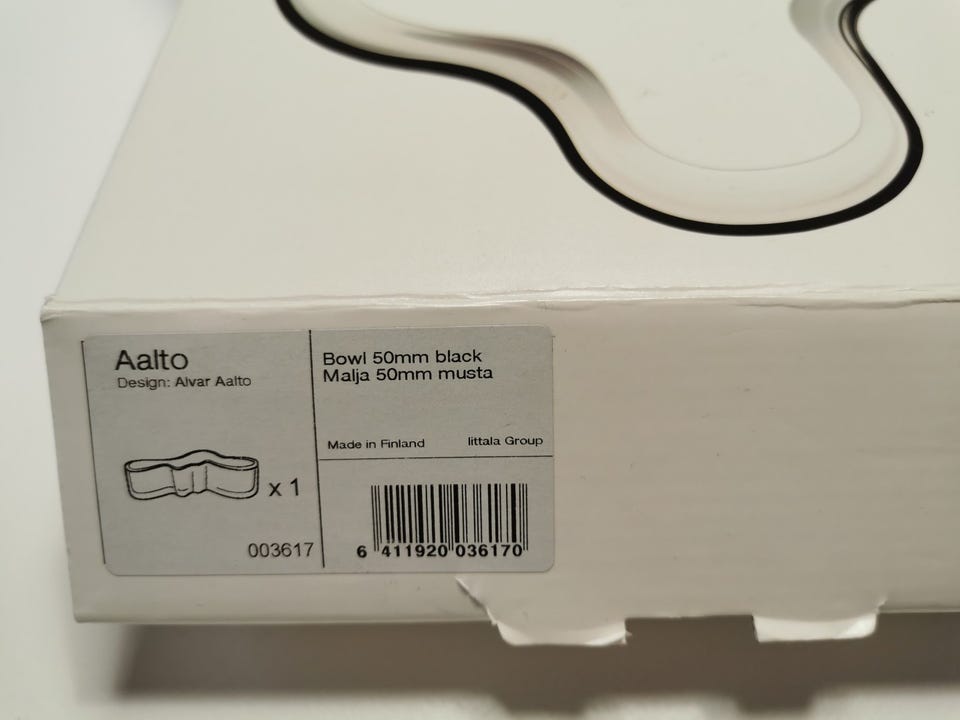 Aalto
Design: Alvar Aalto
x 1
003617
Bowl 50mm black
Malja 50mm musta
Made in Finland
Iittala Group
6 411920 036170